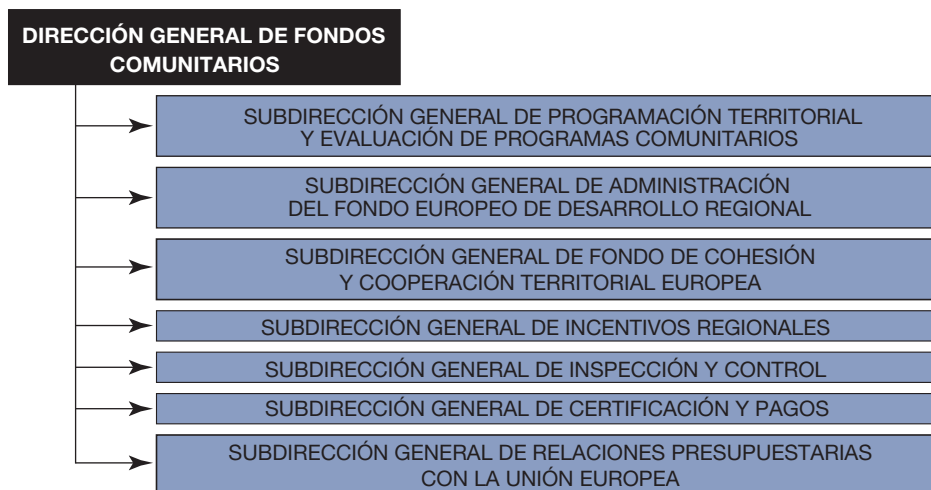 DIRECCIÓN GENERAL DE FONDOS
COMUNITARIOS
SUBDIRECCIÓN GENERAL DE PROGRAMACIÓN TERRITORIAL
Y EVALUACIÓN DE PROGRAMAS COMUNITARIOS
SUBDIRECCIÓN GENERAL DE ADMINISTRACIÓN
DEL FONDO EUROPEO DE DESARROLLO REGIONAL
SUBDIRECCIÓN GENERAL DE FONDO DE COHESIÓN
Y COOPERACIÓN TERRITORIAL EUROPEA
SUBDIRECCIÓN GENERAL DE INCENTIVOS REGIONALES
SUBDIRECCIÓN GENERAL DE INSPECCIÓN Y CONTROL
SUBDIRECCIÓN GENERAL DE CERTIFICACIÓN Y PAGOS
SUBDIRECCIÓN GENERAL DE RELACIONES PRESUPUESTARIAS
CON LA UNIÓN EUROPEA